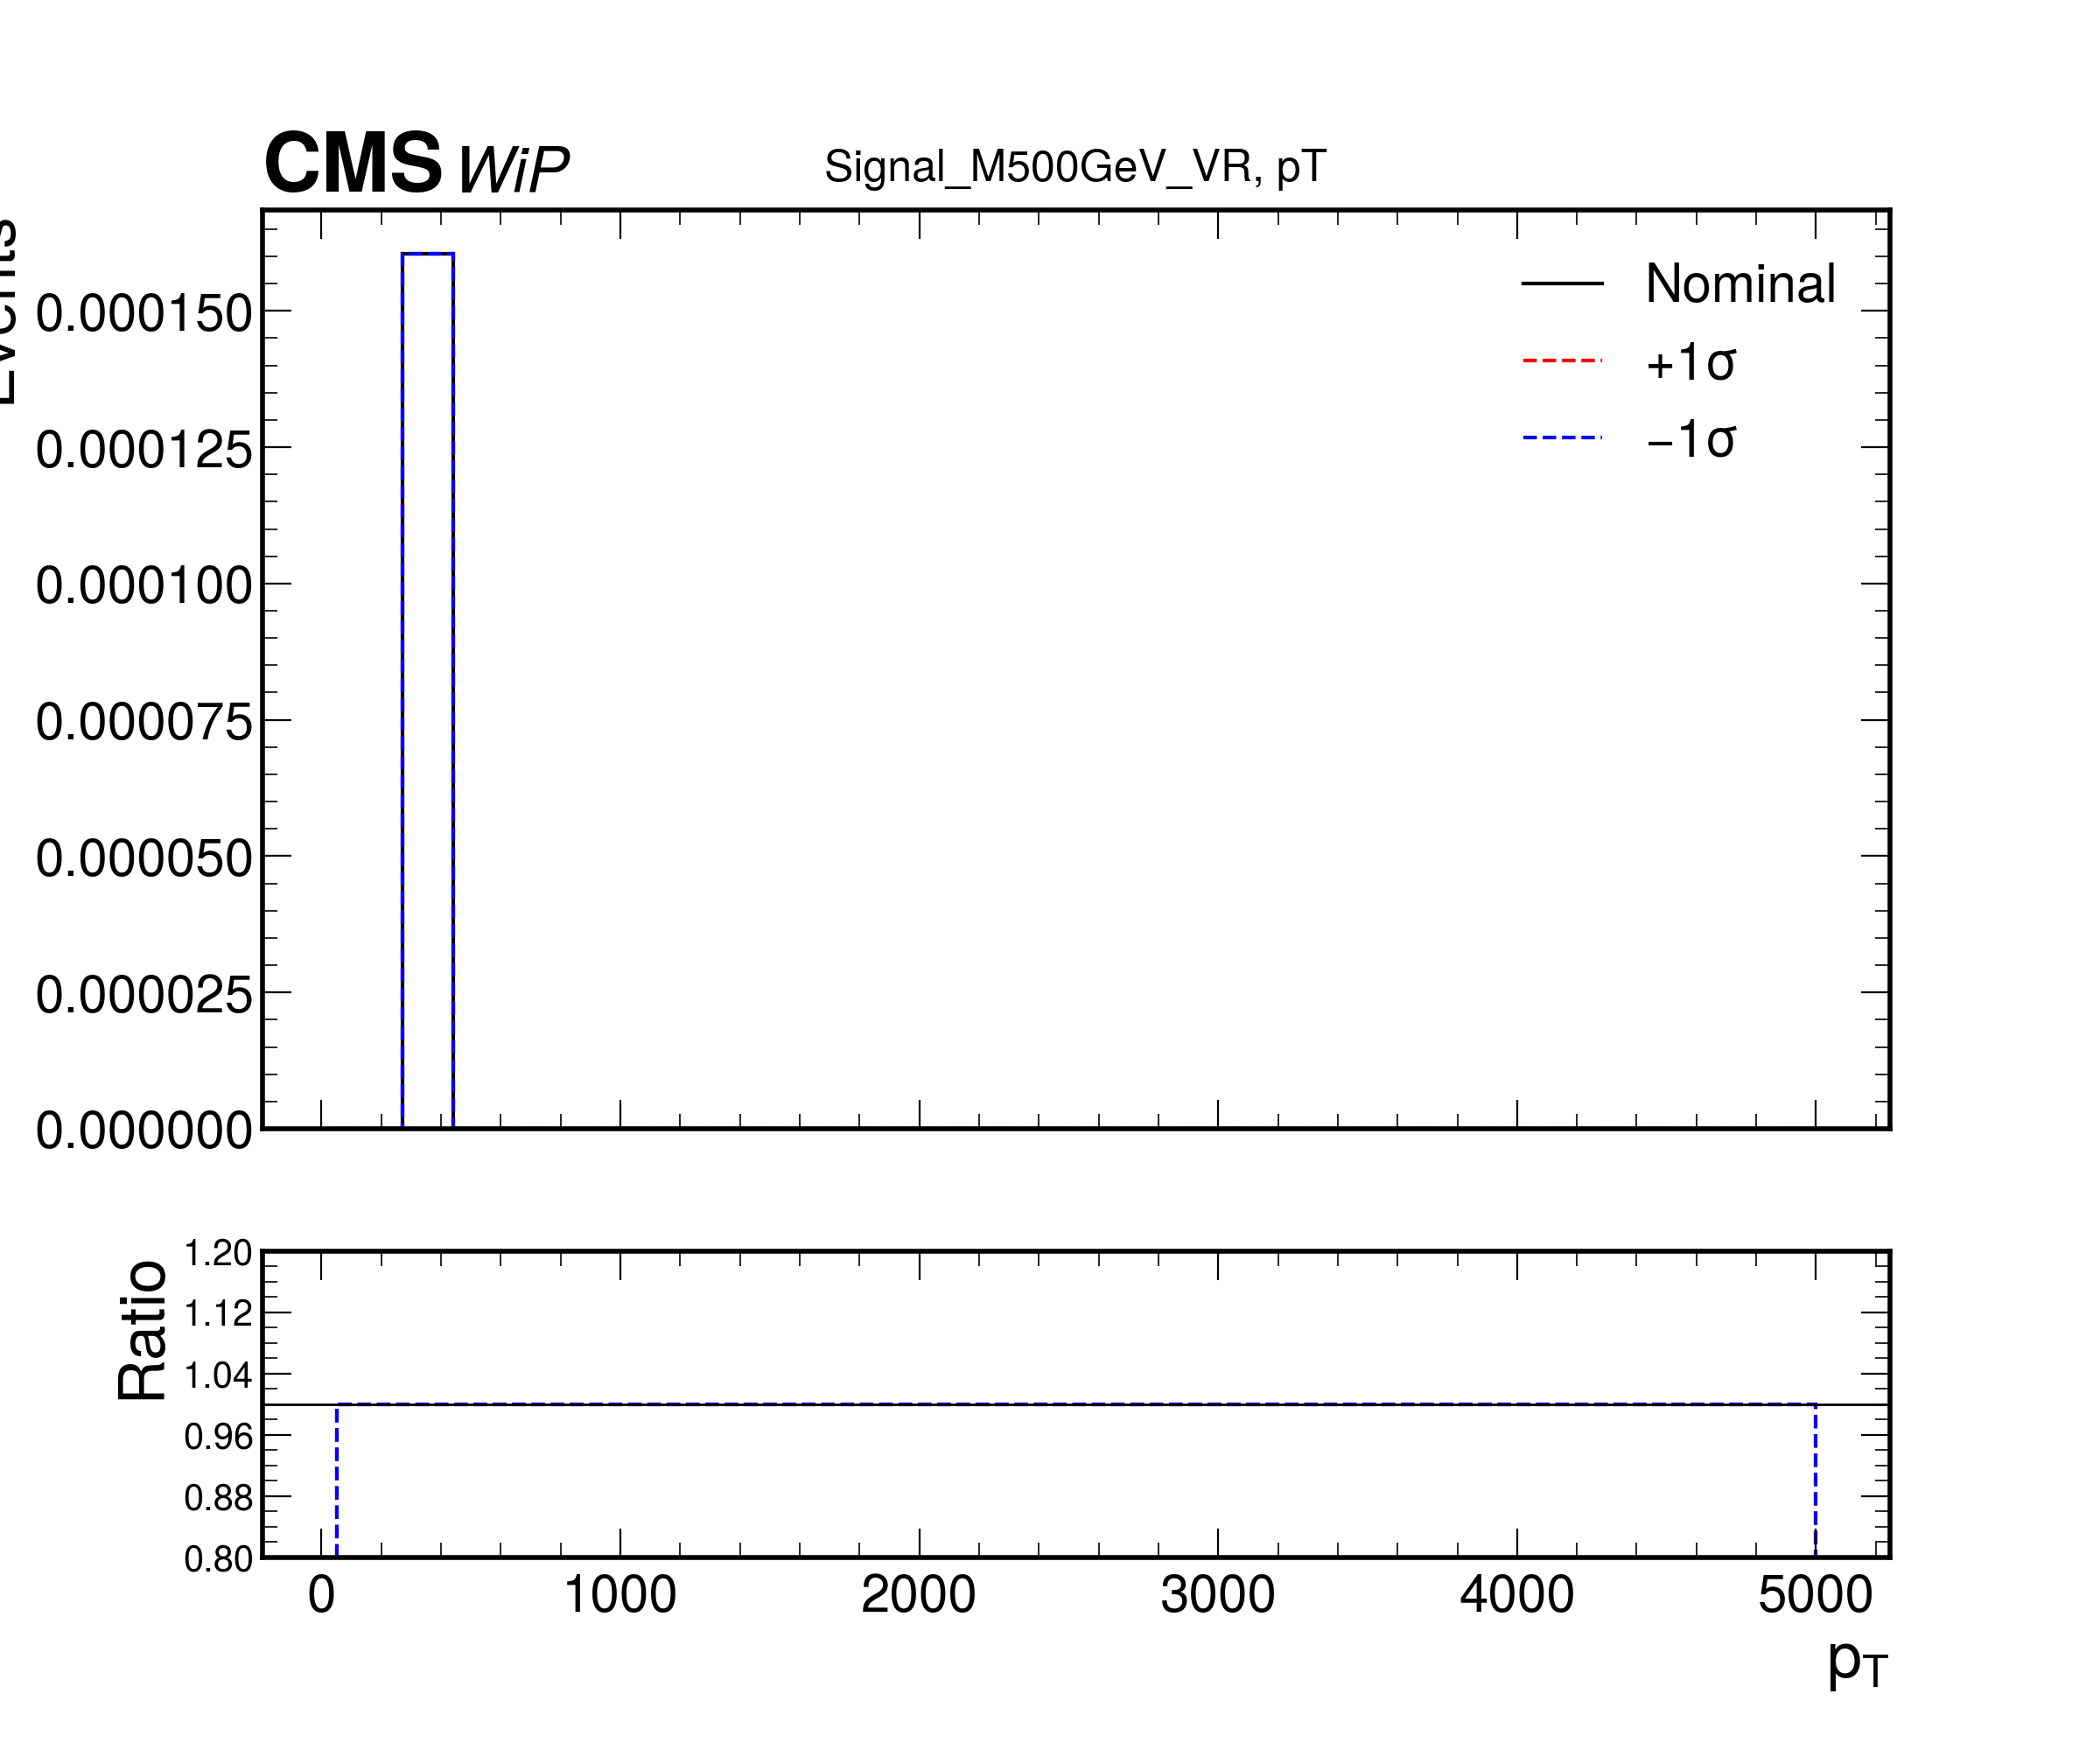 CMS WiP Signal_M500GeV_VR, pT
Events
0.000150
0.000125
0.000100
0.000075
0.000050
0.000025
0.000000
Nominal
+1σ
−1σ
Ratio
1.20
1.12
1.04
0.96
0.88
0.80
0 1000 2000 3000 4000 5000
pT